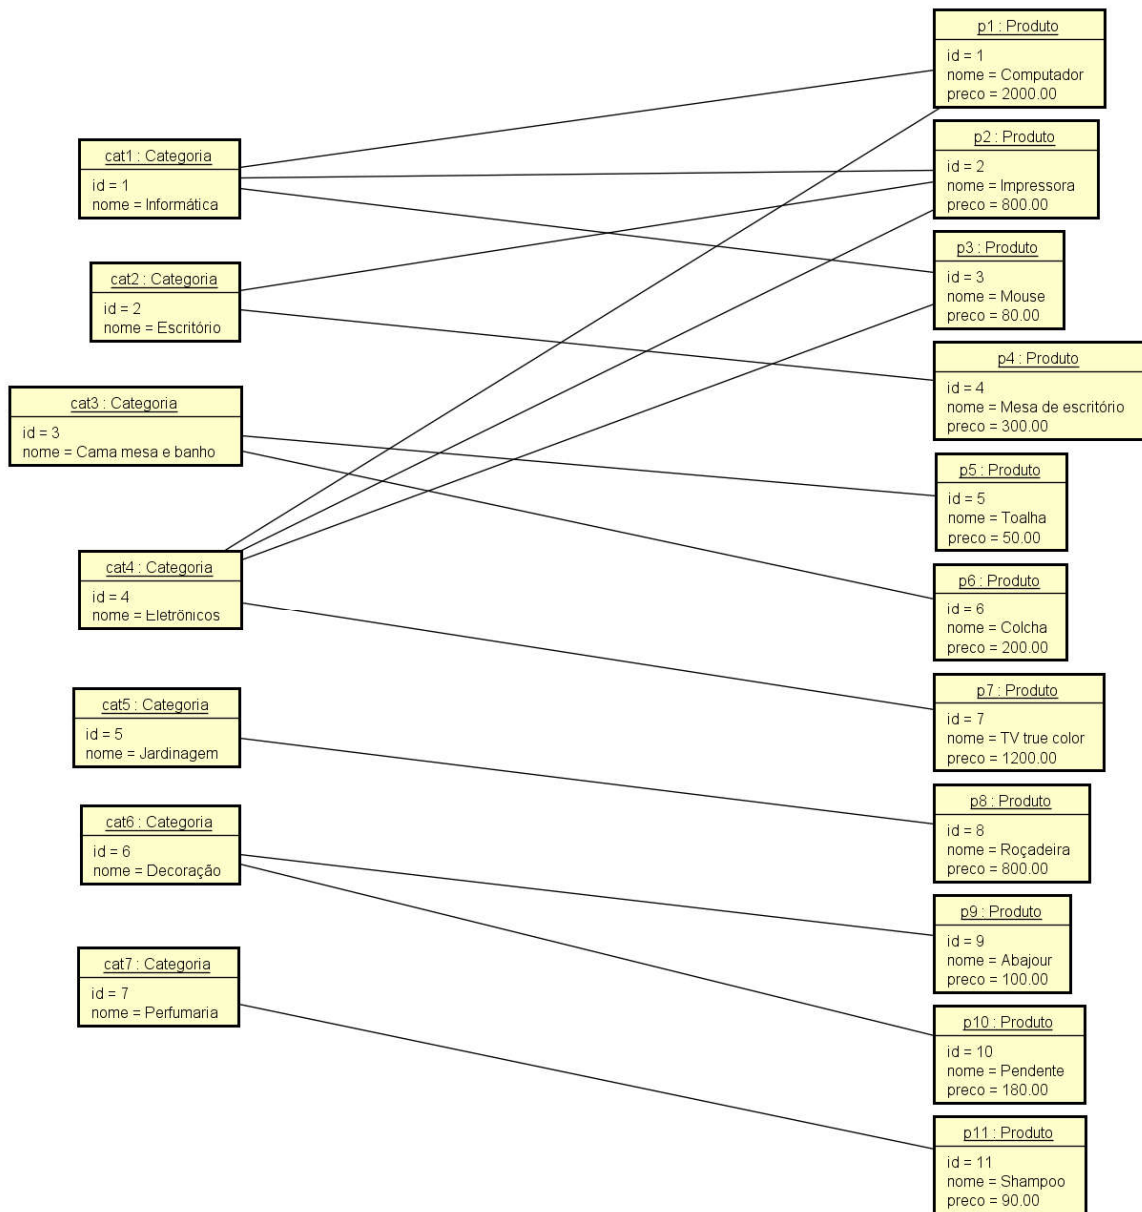 cat1 : Categoria
id = 1
nome = Informática
cat2 : Categoria
id = 2
nome = Escritório
cat3 : Categoria
id = 3
nome = Cama mesa e banho
cat4 : Categoria
id = 4
nome = Eletrônicos
cat5 : Categoria
id = 5
nome = Jardinagem
cat6 : Categoria
id = 6
nome = Decoração
cat7 : Categoria
id = 7
nome = Perfumaria
p1 : Produto
id = 1
nome = Computador
preco = 2000.00
p2 : Produto
id = 2
nome = Impressora
preco = 800.00
p3 : Produto
id = 3
nome = Mouse
preco = 80.00
p4 : Produto
id = 4
nome = Mesa de escritório
preco = 300.00
p5 : Produto
id = 5
nome = Toalha
preco = 50.00
p6 : Produto
id = 6
nome = Colcha
preco = 200.00
p7 : Produto
id = 7
nome = TV true color
preco = 1200.00
p8 : Produto
id = 8
nome = Roçadeira
preco = 800.00
p9 : Produto
id = 9
nome = Abajour
preco = 100.00
p10 : Produto
id = 10
nome = Pendente
preco = 180.00
p11 : Produto
id = 11
nome = Shampoo
preco = 90.00